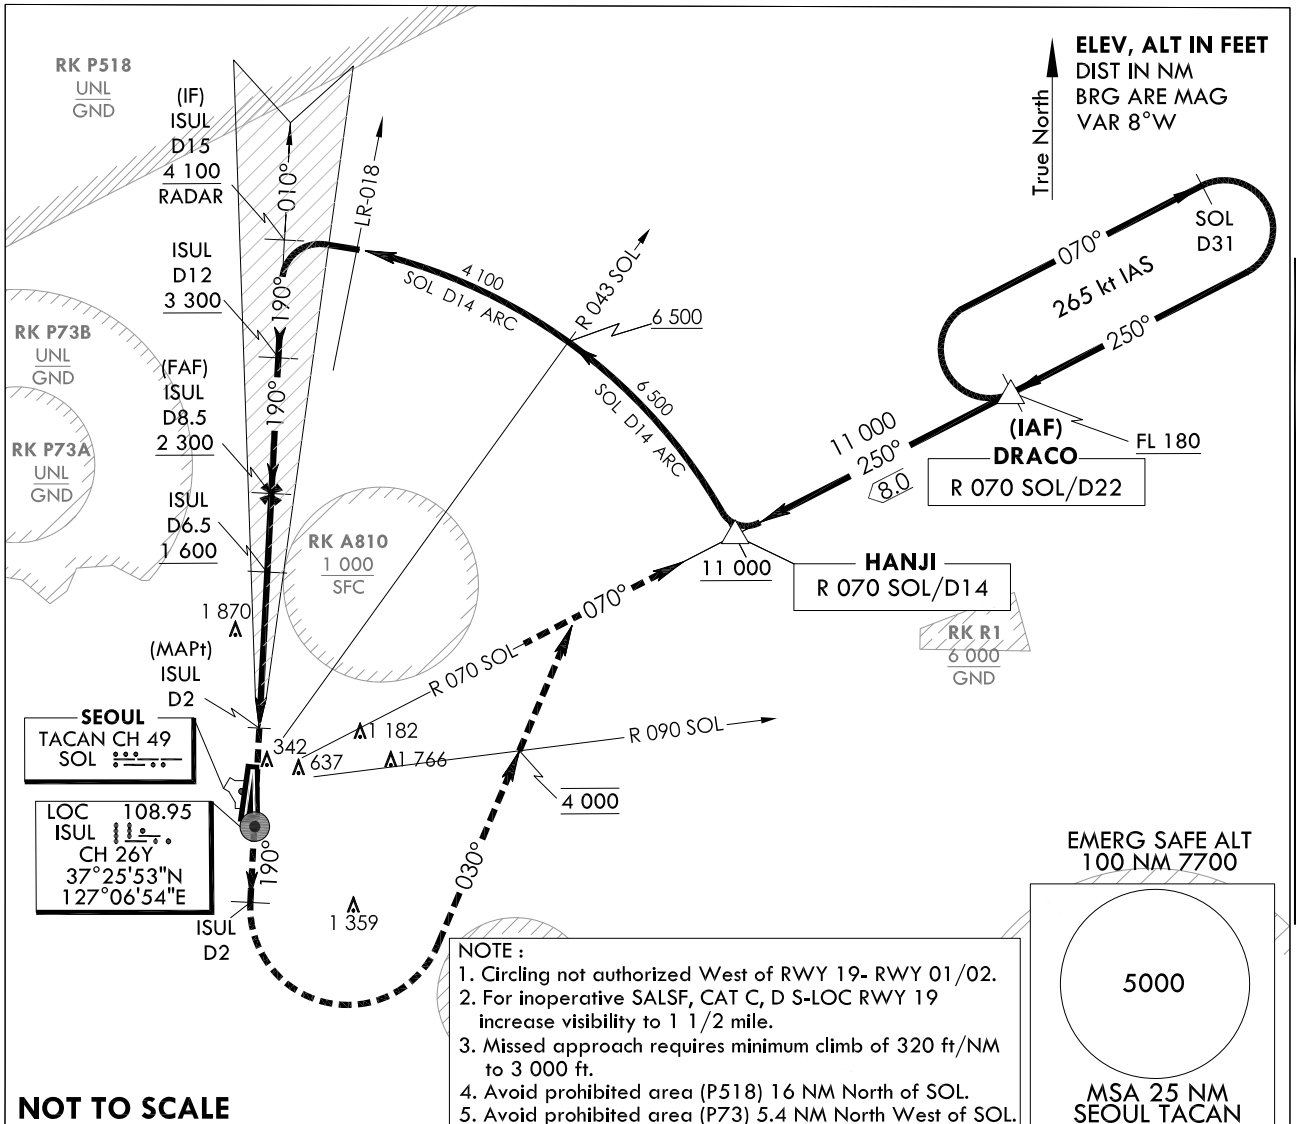 RK P518
UNL
GND
(IF)
ISUL
D15
4 100
RADAR
ISUL
D12
3 300
(FAF)
ISUL
D8.5
2 300
ISUL
D6.5
1 600
RK P73B
UNL
GND
RK P73A
UNL
GND
010°
LR-018
190°
190°
4 100
SOL D14 ARC
R 043 SOL
6 500
6 500
SOL D14 ARC
ELEV, ALT IN FEET
DIST IN NM
BRG ARE MAG
VAR 8°W
True North
SOL
D31
070°
265 kt IAS
250°
FL 180
(IAF)
DRACO
R 070 SOL/D22
11 000
250°
8.0
11 000
HANJI
R 070 SOL/D14
RK R1
6 000
GND
RK A810
1 000
SFC
070°
R 070 SOL
R 090 SOL
1 870
(MAPt)
ISUL
D2
1 182
342
637
1 766
4 000
SEOUL
TACAN CH 49
SOL
LOC 108.95
ISUL
CH 26Y
37°25'53"N
127°06'54"E
190°
030°
ISUL
D2
1 359
EMERG SAFE ALT
100 NM 7700
5000
MSA 25 NM
SEOUL TACAN
NOTE :
1. Circling not authorized West of RWY 19- RWY 01/02.
2. For inoperative SALSF, CAT C, D S-LOC RWY 19
increase visibility to 1 1/2 mile.
3. Missed approach requires minimum climb of 320 ft/NM
to 3 000 ft.
4. Avoid prohibited area (P518) 16 NM North of SOL.
5. Avoid prohibited area (P73) 5.4 NM North West of SOL.
NOT TO SCALE